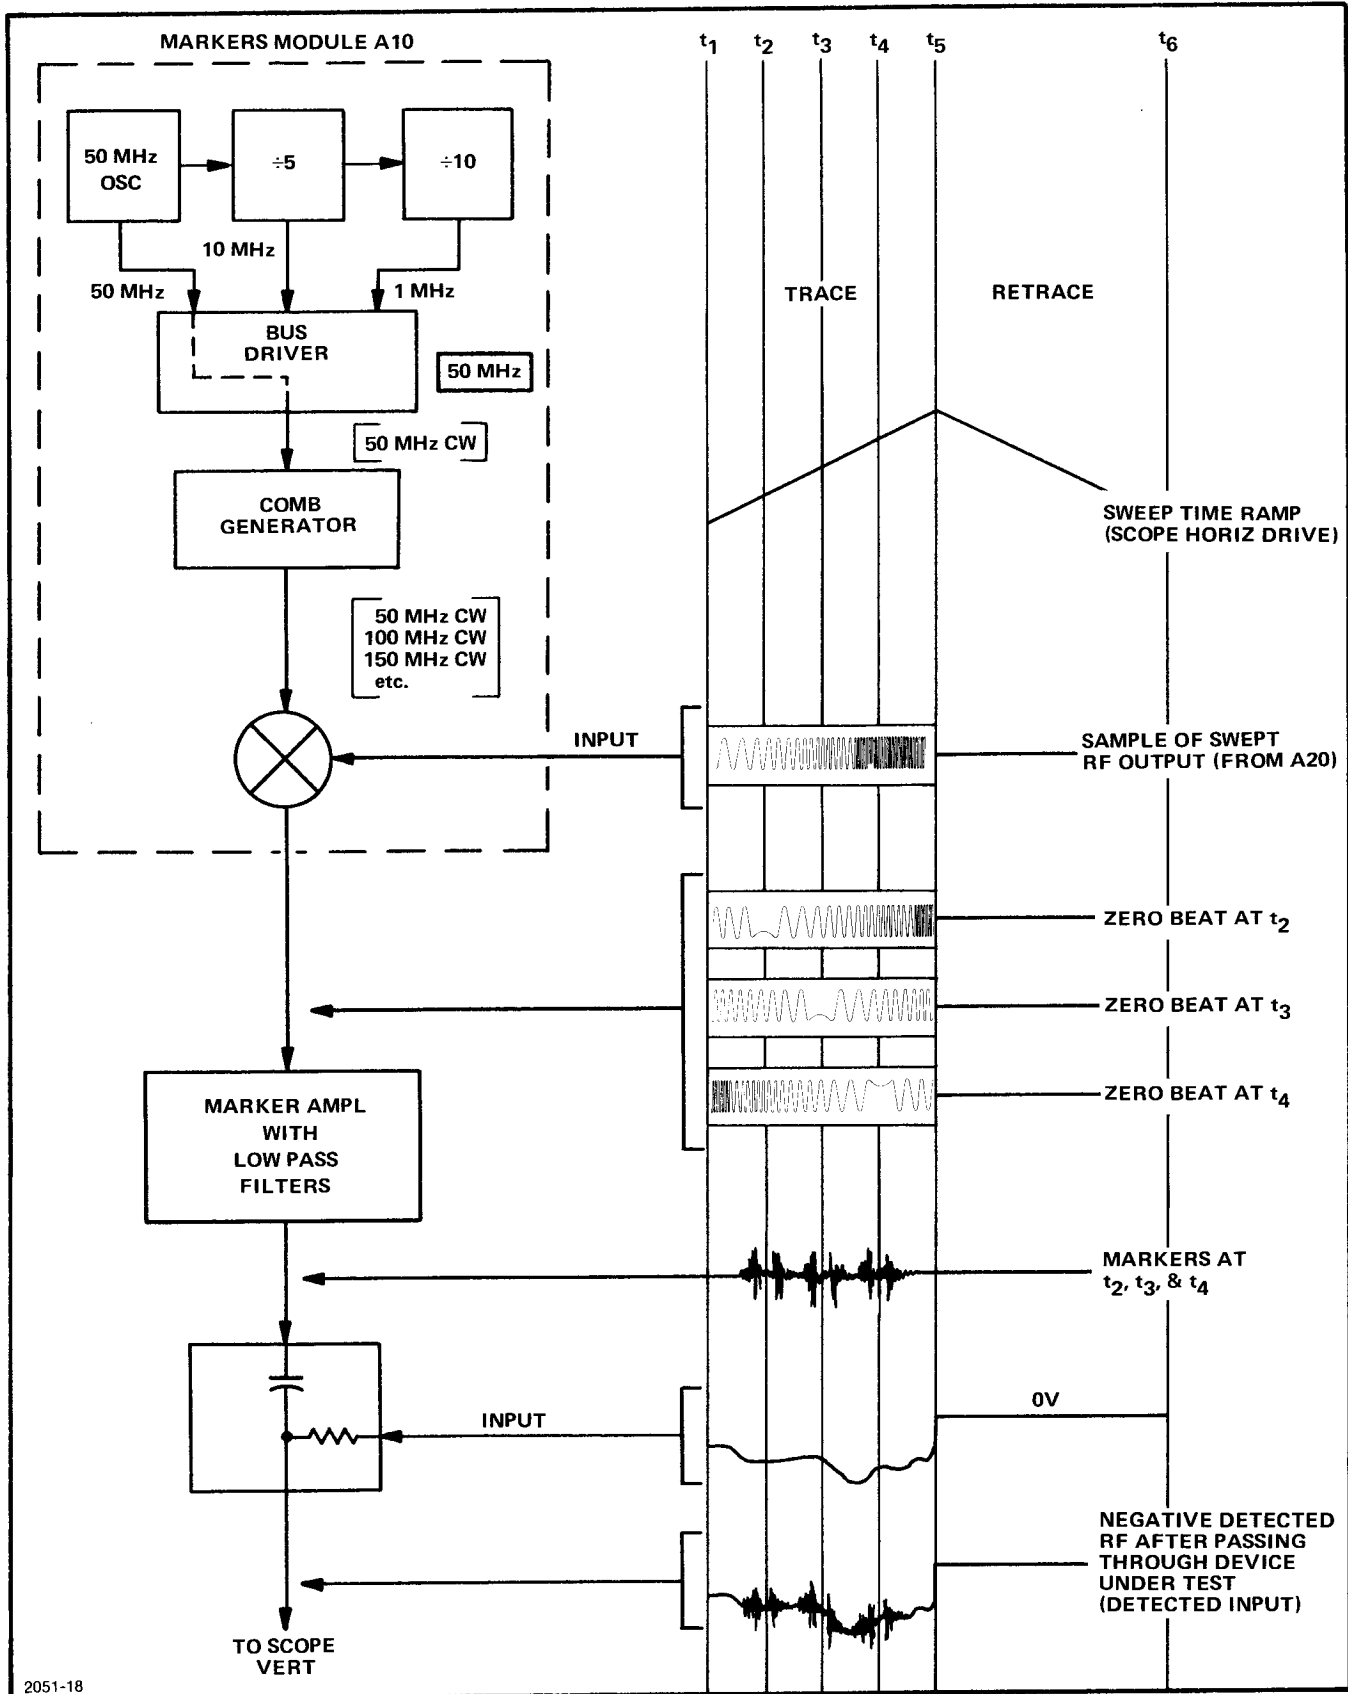 MARKERS MODULE A10
t1 t2 t3 t4 t5 t6
50 MHz
OSC
÷5
÷10
10 MHz
50 MHz
1 MHz
BUS
DRIVER
50 MHz
50 MHz CW
COMB
GENERATOR
50 MHz CW
100 MHz CW
150 MHz CW
etc.
TRACE
RETRACE
SWEEP TIME RAMP
(SCOPE HORIZ DRIVE)
INPUT
SAMPLE OF SWEPT
RF OUTPUT (FROM A20)
ZERO BEAT AT t2
ZERO BEAT AT t3
ZERO BEAT AT t4
MARKER AMPL
WITH
LOW PASS
FILTERS
MARKERS AT
t2, t3, & t4
INPUT
0V
NEGATIVE DETECTED
RF AFTER PASSING
THROUGH DEVICE
UNDER TEST
(DETECTED INPUT)
TO SCOPE
VERT
2051-18